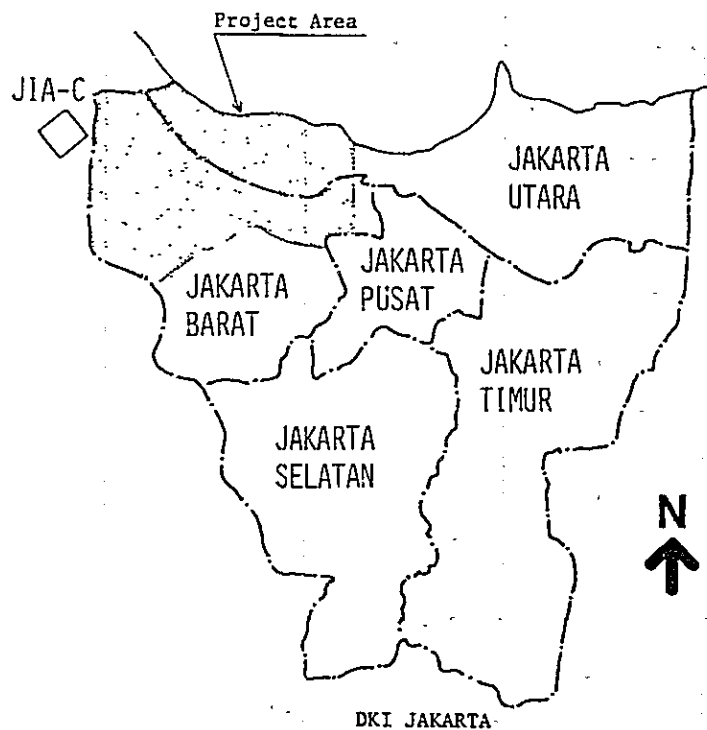 Project Area
JIA-C
JAKARTA
UTARA
JAKARTA
PUSAT
JAKARTA
BARAT
JAKARTA
TIMUR
JAKARTA
SELATAN
N
DKI JAKARTA